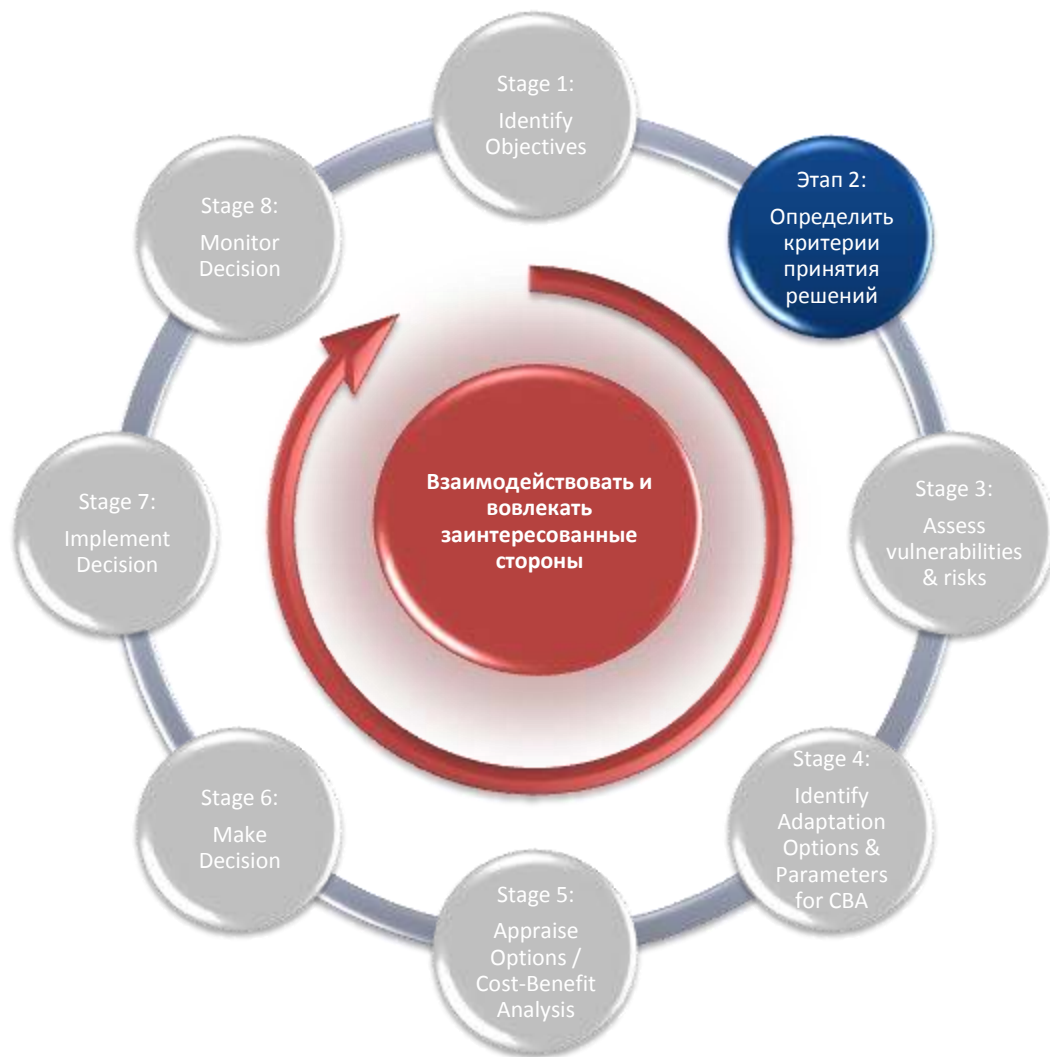 Stage 1:
Identify
Objectives
Этап 2:
Определить
критерии
принятия
решений
Stage 3:
Assess
vulnerabilities
& risks
Stage 4:
Identify
Adaptation
Options &
Parameters
for CBA
Stage 5:
Appraise
Options /
Cost-Benefit
Analysis
Stage 6:
Make
Decision
Stage 7:
Implement
Decision
Stage 8:
Monitor
Decision
Взаимодействовать и
вовлекать
заинтересованные
стороны